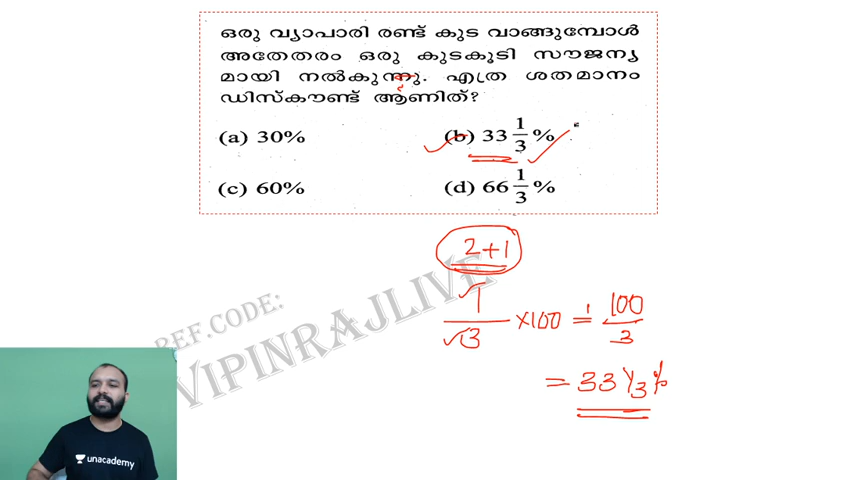 ഒരു വ്യാപാരി രണ്ട് കുട വാങ്ങുമ്പോൾ
അതേതരം ഒരു കുടകൂടി സൗജന്യ
മായി നൽകുന്നു. എത്ര ശതമാനം
ഡിസ്കൗണ്ട് ആണിത്?
(a) 30% (b) 33 1/3 %
(c) 60% (d) 66 1/3 %
2+1
1/3 ×100 = 100/3
= 33 1/3 %
REF.CODE:
VIPINRAJLIVE
unacademy